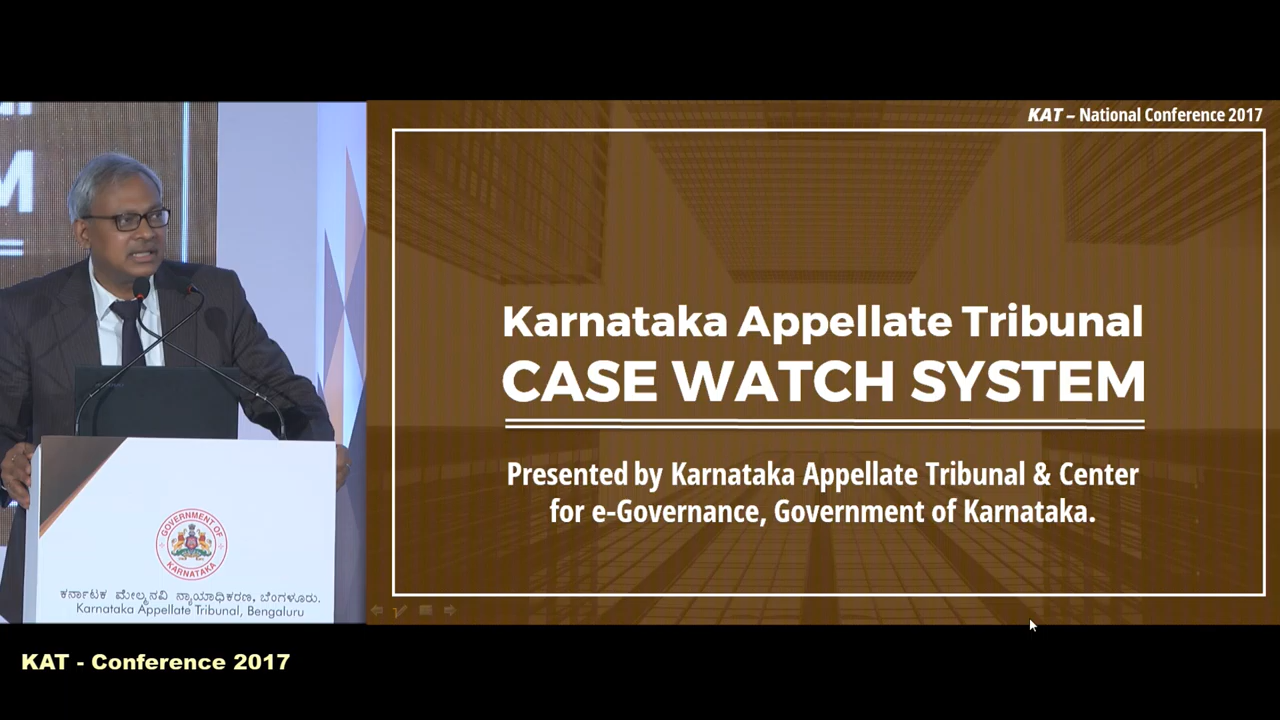 KAT – National Conference 2017
M
Karnataka Appellate Tribunal
CASE WATCH SYSTEM
Presented by Karnataka Appellate Tribunal & Center
for e-Governance, Government of Karnataka.
GOVERNMENT OF
KARNATAKA
ಕರ್ನಾಟಕ ಮೇಲ್ಮನವಿ ನ್ಯಾಯಾಧಿಕರಣ, ಬೆಂಗಳೂರು.
Karnataka Appellate Tribunal, Bengaluru
KAT - Conference 2017